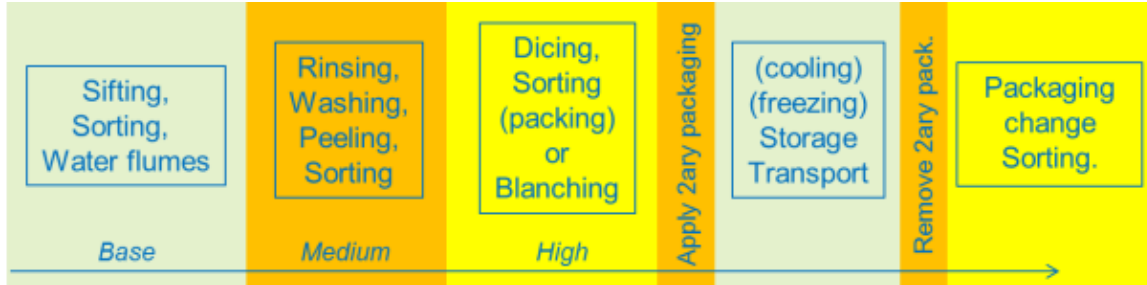 Sifting,
Sorting,
Water flumes
Base
Rinsing,
Washing,
Peeling,
Sorting
Medium
Dicing,
Sorting
(packing)
or
Blanching
High
Apply 2ary packaging
(cooling)
(freezing)
Storage
Transport
Remove 2ary pack.
Packaging
change
Sorting.